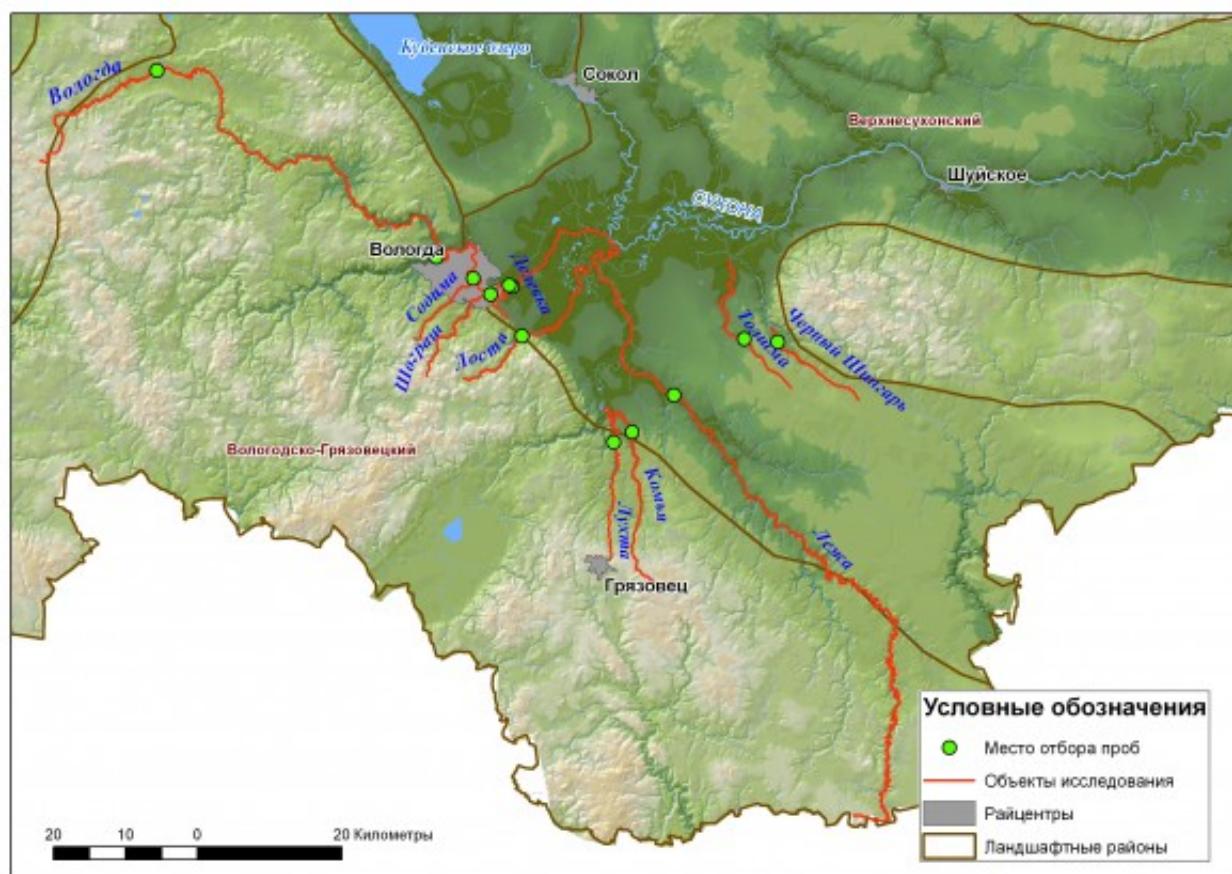 Кубенское озеро
Сокол
Вологда
Верхнесухонский
Шуйское
СУХОНА
Вологда
Содима
Шограш
Лоста
Тошма
Черный Шингарь
Вологодско-Грязовецкий
Комья
Лухта
Лежа
Грязовец
Условные обозначения
Место отбора проб
Объекты исследования
Райцентры
Ландшафтные районы
20 10 0 20 Километры